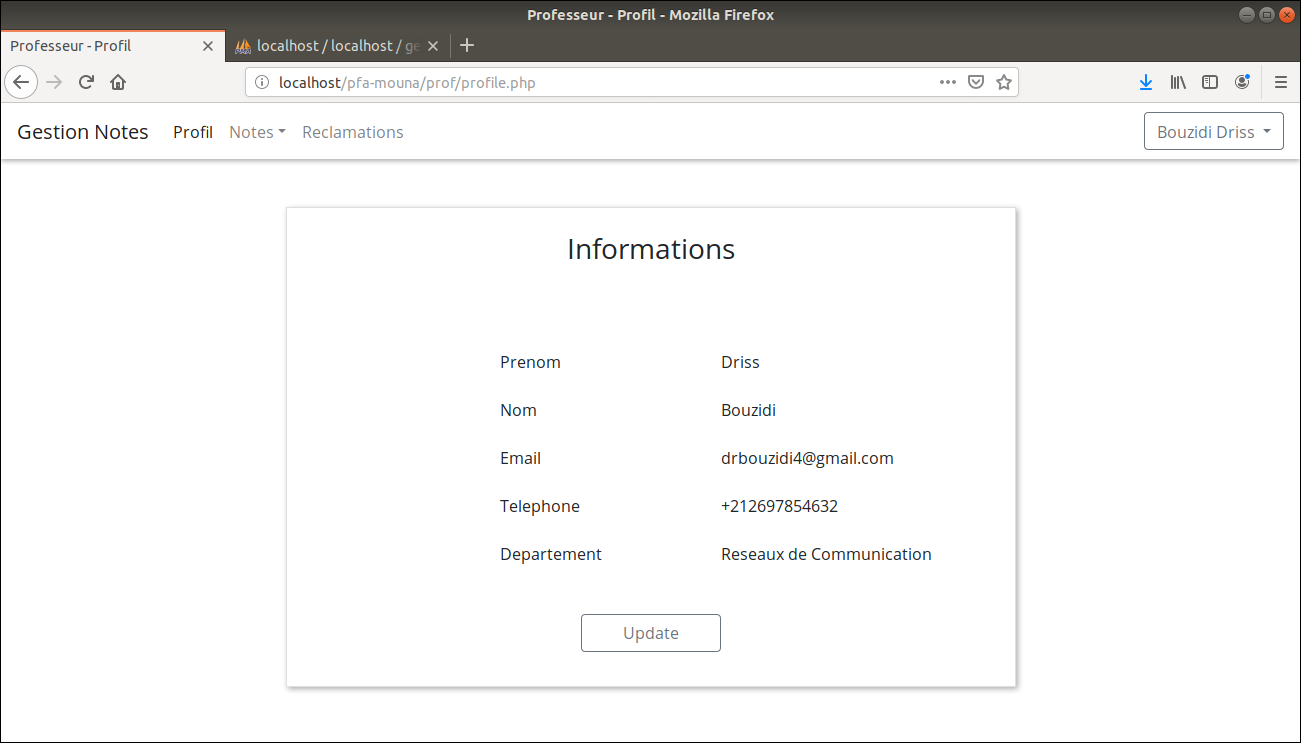 Professeur - Profil - Mozilla Firefox
Professeur - Profil
localhost / localhost / ge
localhost/pfa-mouna/prof/profile.php
Gestion Notes Profil Notes Reclamations Bouzidi Driss
Informations
Prenom Driss
Nom Bouzidi
Email drbouzidi4@gmail.com
Telephone +212697854632
Departement Reseaux de Communication
Update